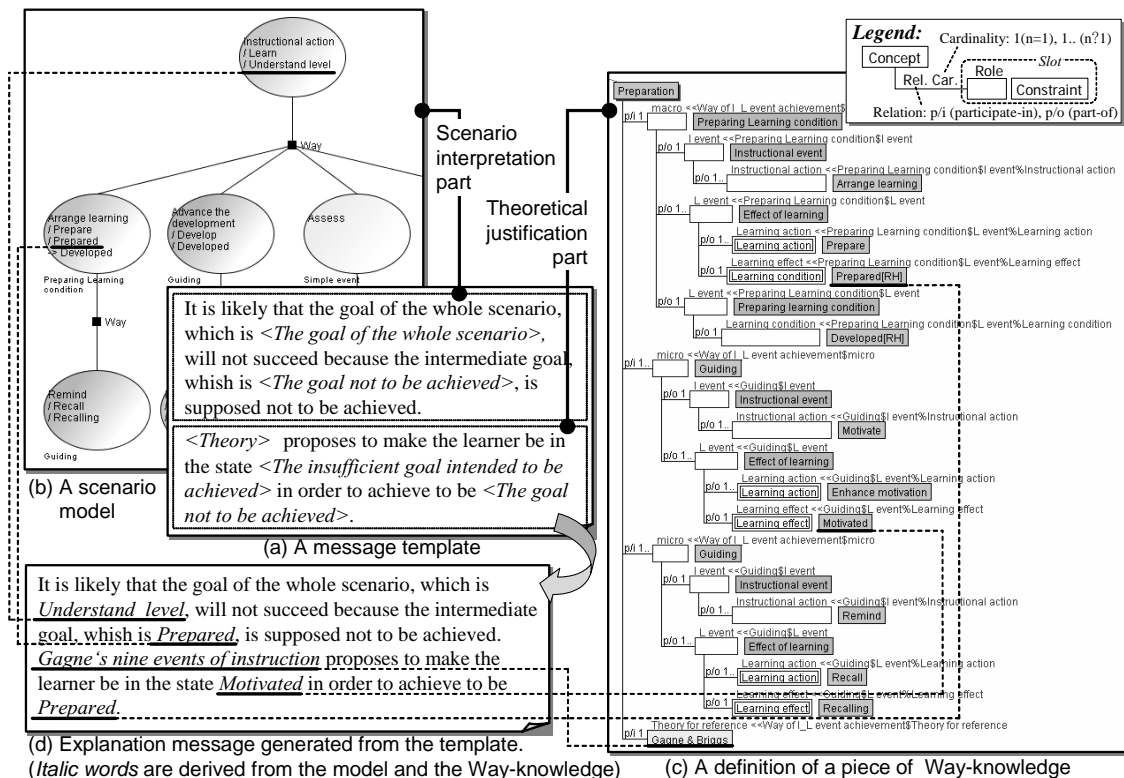 Instructional action
/ Learn
/ Understand level
Way
Arrange learning
/ Prepare
/ Prepared
-> Developed
Preparing Learning
condition
Advance the
development
/ Develop
/ Developed
Guiding
Assess
Simple event
Way
Remind
/ Recall
/ Recalling
Guiding
(b) A scenario
model
Scenario
interpretation
part
Theoretical
justification
part
It is likely that the goal of the whole scenario,
which is <The goal of the whole scenario>,
will not succeed because the intermediate goal,
whish is <The goal not to be achieved>, is
supposed not to be achieved.
<Theory> proposes to make the learner be in
the state <The insufficient goal intended to be
achieved> in order to achieve to be <The goal
not to be achieved>.
(a) A message template
It is likely that the goal of the whole scenario, which is
Understand level, will not succeed because the intermediate
goal, whish is Prepared, is supposed not to be achieved.
Gagne's nine events of instruction proposes to make the
learner be in the state Motivated in order to achieve to be
Prepared.
(d) Explanation message generated from the template.
(Italic words are derived from the model and the Way-knowledge)
Legend:
Cardinality: 1(n=1), 1.. (n?1)
Concept
Rel. Car.
Slot
Role
Constraint
Relation: p/i (participate-in), p/o (part-of)
Preparation
macro <<Way of I_L event achievement$
p/i 1
Preparing Learning condition
I event <<Preparing Learning condition$I event
p/o 1
Instructional event
Instructional action <<Preparing Learning condition$I event%Instructional action
p/o 1..
Arrange learning
L event <<Preparing Learning condition$L event
p/o 1
Effect of learning
Learning action <<Preparing Learning condition$L event%Learning action
p/o 1..
Learning action
Prepare
Learning effect <<Preparing Learning condition$L event%Learning effect
p/o 1..
Learning condition
Prepared[RH]
L event <<Preparing Learning condition$L event
p/o 1
Preparing learning condition
Learning condition <<Preparing Learning condition$L event%Learning condition
p/o 1
Developed[RH]
micro <<Way of I_L event achievement$micro
p/i 1..
Guiding
I event <<Guiding$I event
p/o 1
Instructional event
Instructional action <<Guiding$I event%Instructional action
p/o 1..
Motivate
L event <<Guiding$L event
p/o 1
Effect of learning
Learning action <<Guiding$L event%Learning action
p/o 1..
Learning action
Enhance motivation
Learning effect <<Guiding$L event%Learning effect
p/o 1..
Learning effect
Motivated
micro <<Way of I_L event achievement$micro
p/i 1..
Guiding
I event <<Guiding$I event
p/o 1
Instructional event
Instructional action <<Guiding$I event%Instructional action
p/o 1..
Remind
L event <<Guiding$L event
p/o 1
Effect of learning
Learning action <<Guiding$L event%Learning action
p/o 1..
Learning action
Recall
Learning effect <<Guiding$L event%Learning effect
p/o 1..
Learning effect
Recalling
Theory for reference <<Way of I_L event achievement$Theory for reference
p/i 1
Gagne & Briggs
(c) A definition of a piece of Way-knowledge